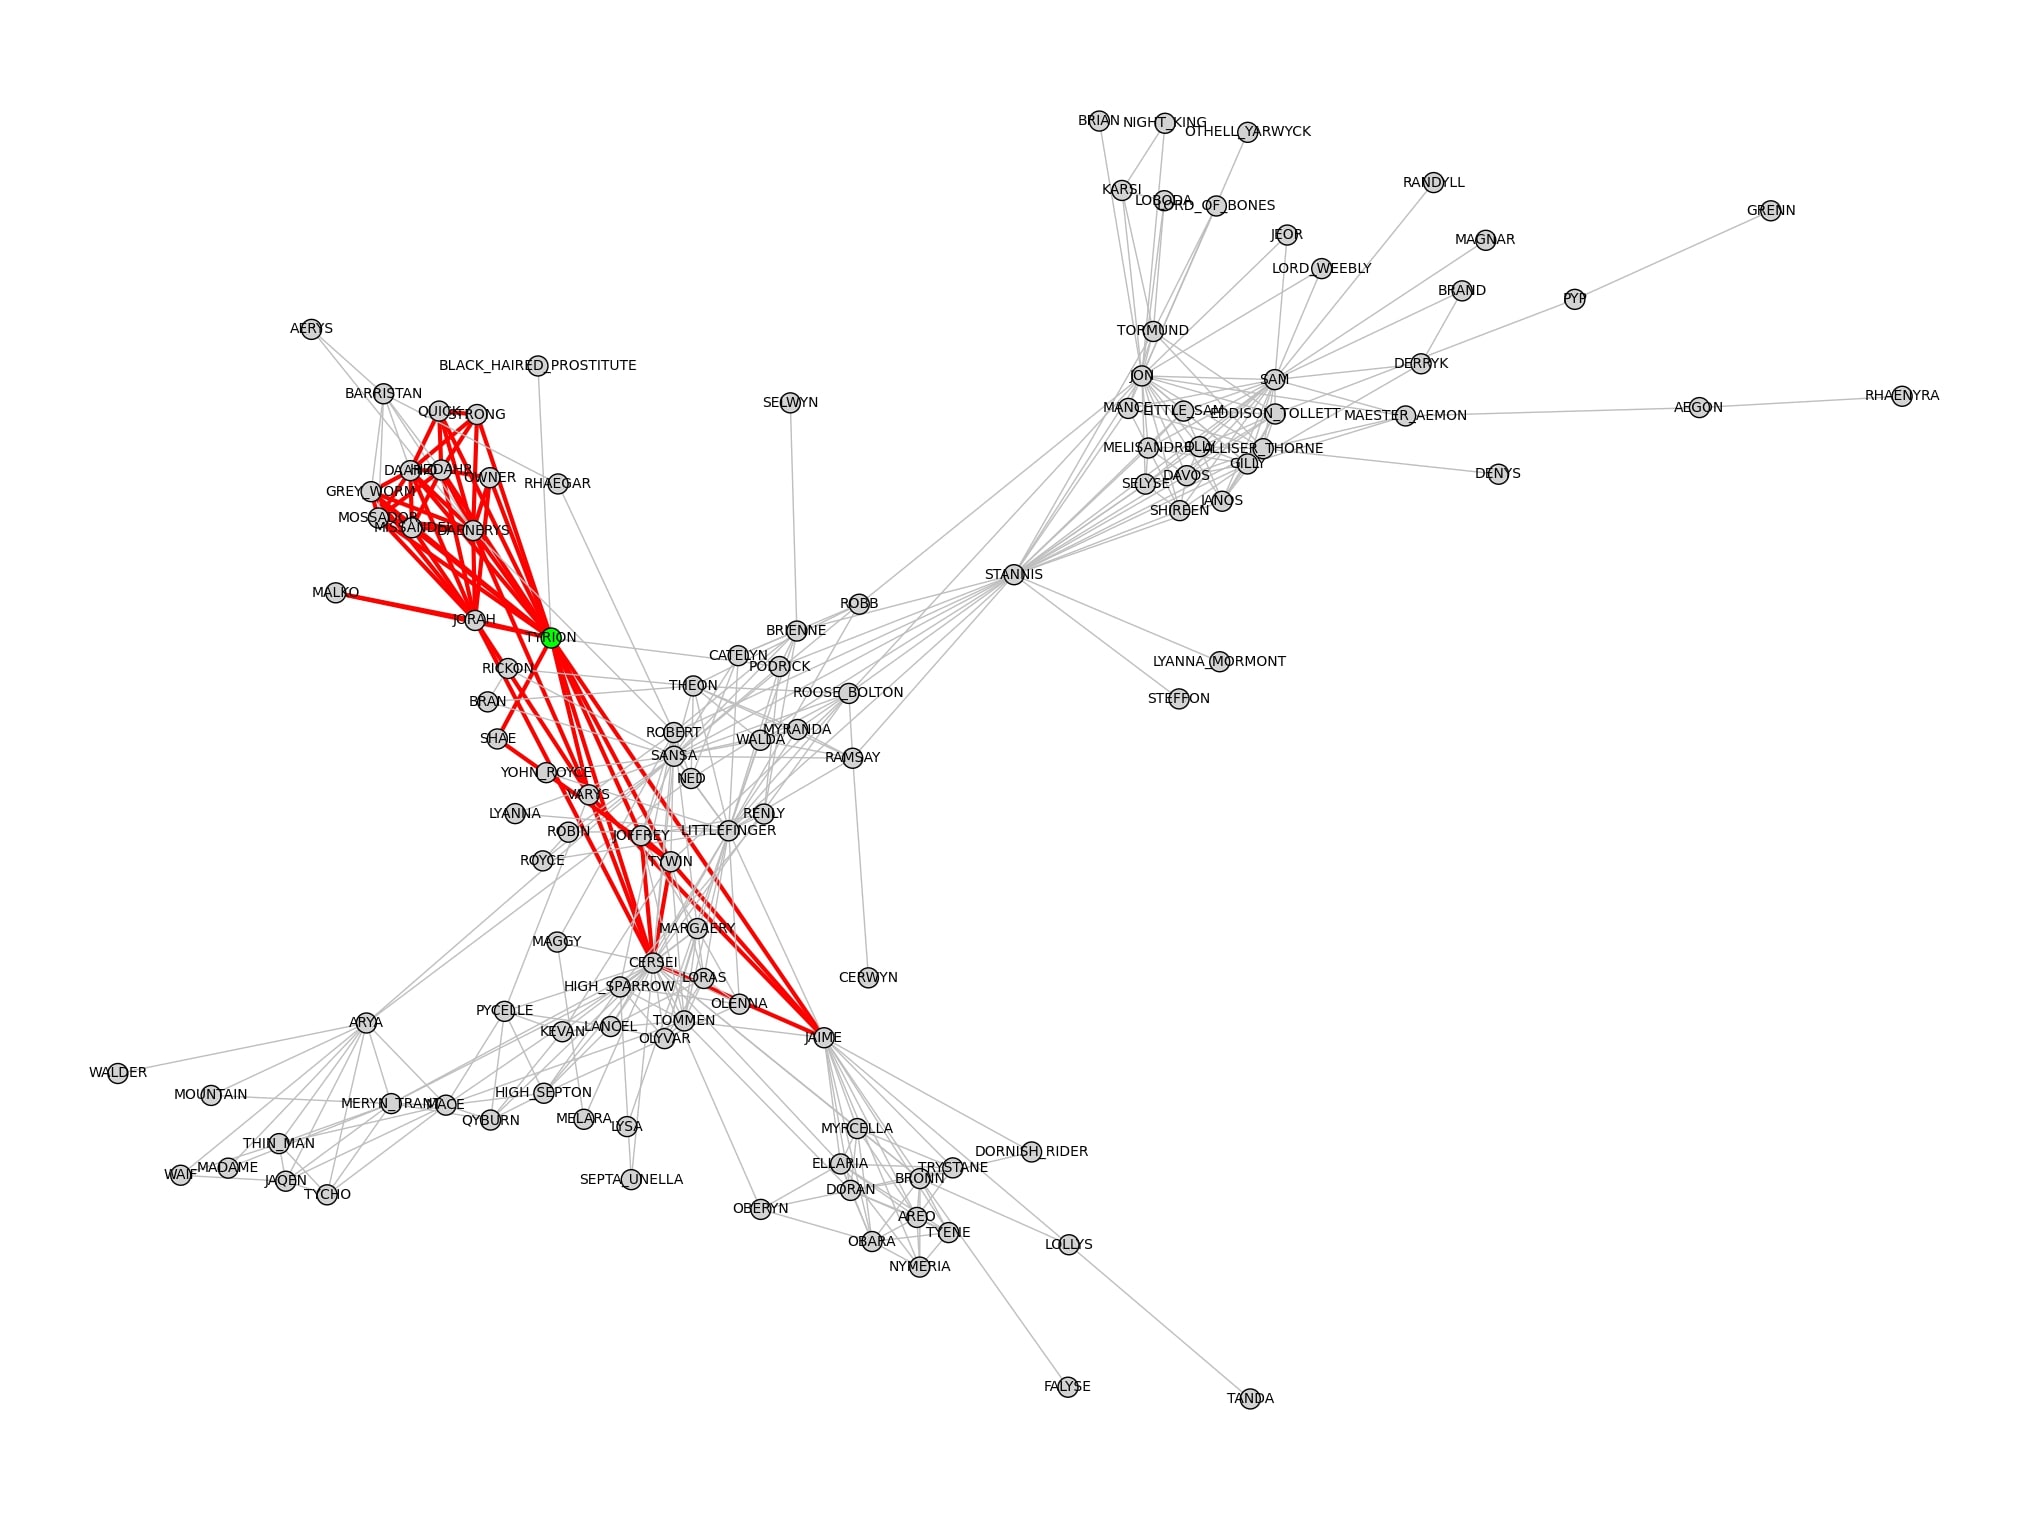 BRIAN
NIGHT_KING
OTHELL_YARWYCK
KARSI
LOBODA
LORD_OF_BONES
RANDYLL
GRENN
JEOR
MAGNAR
LORD_WEEBLY
BRAND
PYP
AERYS
TORMUND
BLACK_HAIRED_PROSTITUTE
DERRYK
JON
SAM
BARRISTAN
RHAENYRA
SELWYN
QUICK
STRONG
MANCE
LITTLE_SAM
EDDISON_TOLLETT
MAESTER_AEMON
AEGON
MELISANDRE
OLLY
ALLISER_THORNE
GILLY
DAARIO
HIZDAHR
OWNER
RHAEGAR
SELYSE
DAVOS
DENYS
GREY_WORM
JANOS
SHIREEN
MOSSADOR
MISSANDEI
DAENERYS
STANNIS
MALKO
ROBB
JORAH
TYRION
BRIENNE
CATELYN
PODRICK
RICKON
LYANNA_MORMONT
THEON
ROOSE_BOLTON
STEFFON
BRAN
ROBERT
MYRANDA
SHAE
WALDA
SANSA
RAMSAY
YOHN_ROYCE
NED
VARYS
LYANNA
RENLY
ROBIN
JOFFREY
LITTLEFINGER
ROYCE
TYWIN
MARGAERY
MAGGY
CERSEI
LORAS
CERWYN
HIGH_SPARROW
OLENNA
PYCELLE
ARYA
KEVAN
LANCEL
TOMMEN
OLYVAR
JAIME
WALDER
MOUNTAIN
HIGH_SEPTON
MERYN_TRANT
MACE
QYBURN
MELARA
LYSA
MYRCELLA
THIN_MAN
DORNISH_RIDER
WAIF
MADAME
ELLARIA
TRYSTANE
JAQEN
TYCHO
SEPTA_UNELLA
BRONN
DORAN
OBERYN
AREO
TYENE
OBARA
LOLLYS
NYMERIA
FALYSE
TANDA